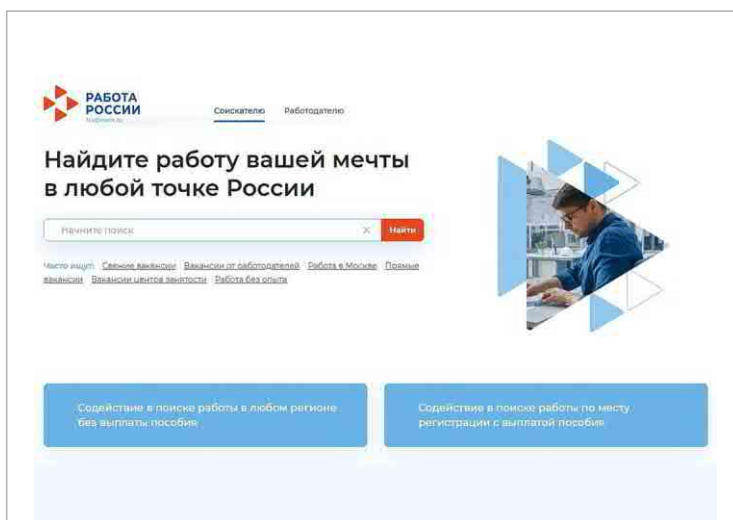 РАБОТА
РОССИИ
Соискателю Работодателю
Найдите работу вашей мечты
в любой точке России
Начните поиск × Найти
Часто ищут: Свежие вакансии Вакансии от работодателей Работа в Москве Прямые
вакансии Вакансии центров занятости Работа без опыта
Содействие в поиске работы в любом регионе
без выплаты пособия
Содействие в поиске работы по месту
регистрации с выплатой пособия